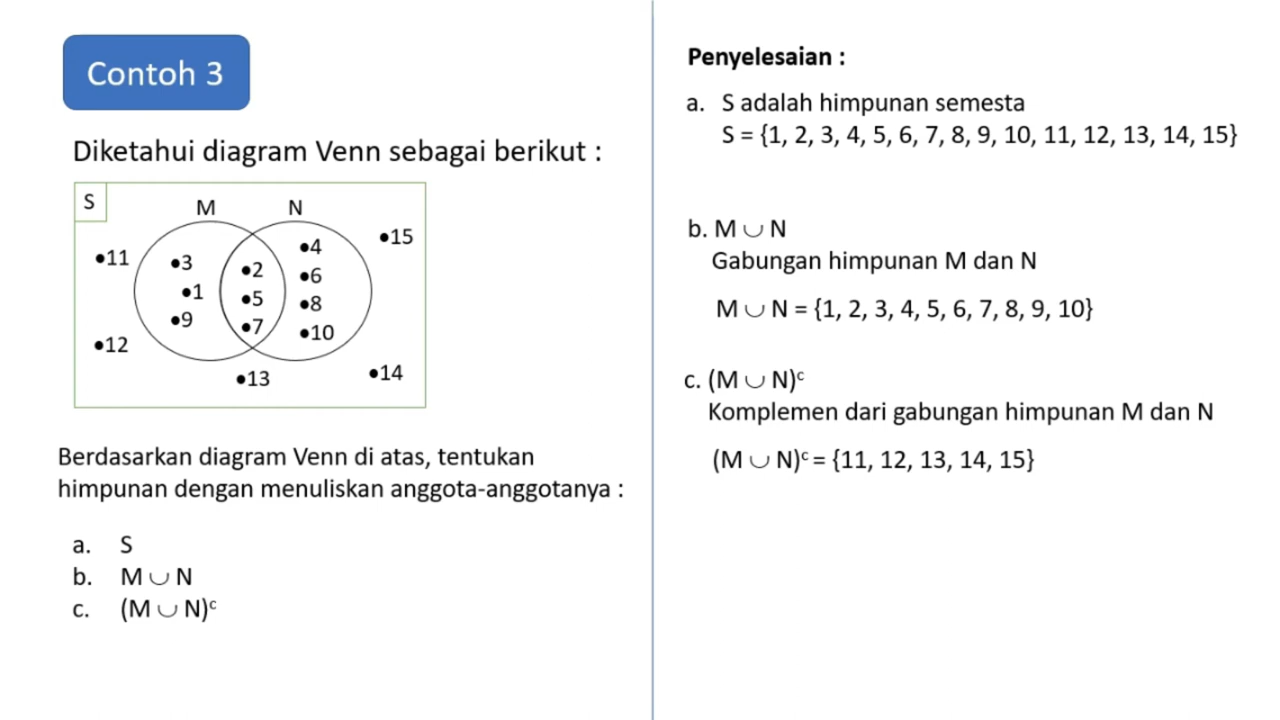 Contoh 3
Diketahui diagram Venn sebagai berikut :
S
M
N
●11
●3
●1
●9
●2
●5
●7
●4
●6
●8
●10
●15
●12
●13
●14
Berdasarkan diagram Venn di atas, tentukan
himpunan dengan menuliskan anggota-anggotanya :
a. S
b. M ∪ N
c. (M ∪ N)ᶜ
Penyelesaian :
a. S adalah himpunan semesta
S = {1, 2, 3, 4, 5, 6, 7, 8, 9, 10, 11, 12, 13, 14, 15}
b. M ∪ N
Gabungan himpunan M dan N
M ∪ N = {1, 2, 3, 4, 5, 6, 7, 8, 9, 10}
c. (M ∪ N)ᶜ
Komplemen dari gabungan himpunan M dan N
(M ∪ N)ᶜ = {11, 12, 13, 14, 15}